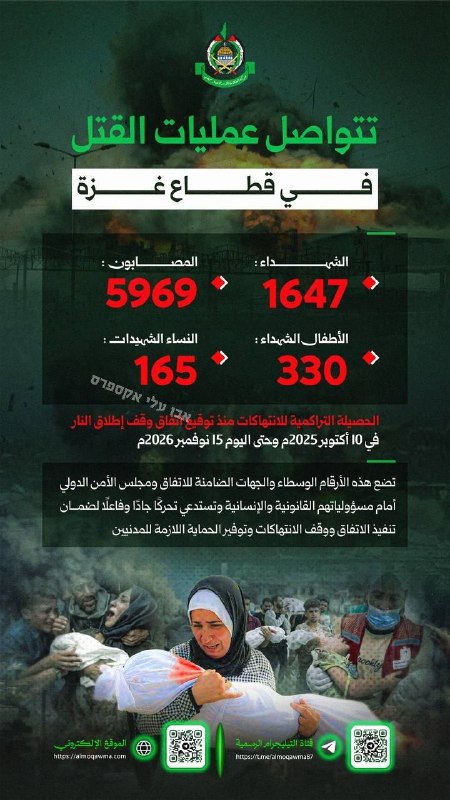 تتواصل عمليات القتل
في قطاع غزة
الشهداء :
1647
المصابون :
5969
الأطفال الشهداء :
330
النساء الشهيدات :
165
אבו עלי אקספרס
الحصيلة التراكمية للانتهاكات منذ توقيع اتفاق وقف إطلاق النار
في 10 أكتوبر 2025م وحتى اليوم 15 نوفمبر 2026م
تضع هذه الأرقام الوسطاء والجهات الضامنة للاتفاق ومجلس الأمن الدولي
أمام مسؤولياتهم القانونية والإنسانية وتستدعي تحركًا جادًا وفاعلًا لضمان
تنفيذ الاتفاق ووقف الانتهاكات وتوفير الحماية اللازمة للمدنيين
قناة التيليجرام الرسمية
https://t.me/almoqawma87
الموقع الإلكتروني
https://almoqawma.com